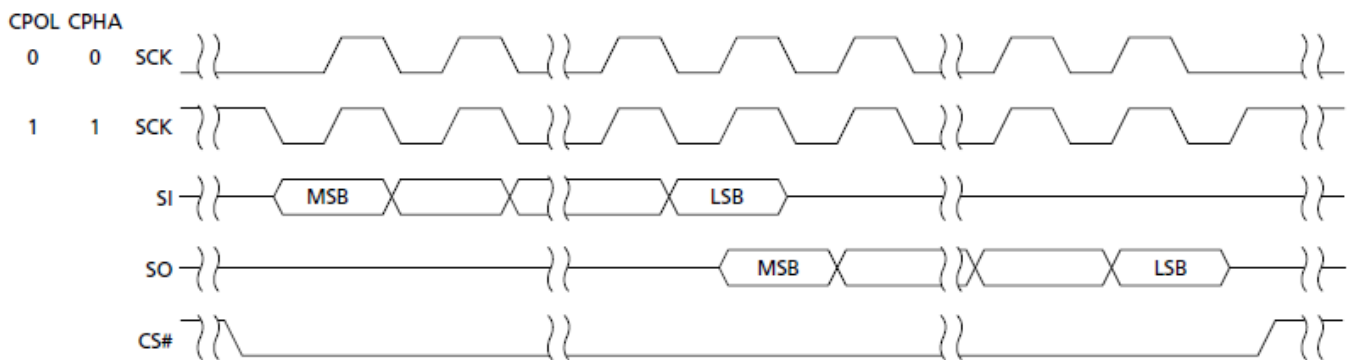 CPOL CPHA
0 0 SCK
1 1 SCK
SI MSB LSB
SO MSB LSB
CS#